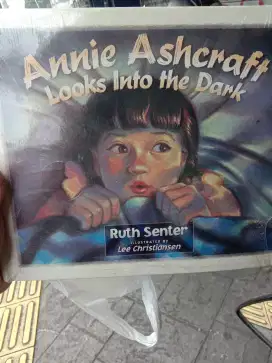 Annie Ashcraft
Looks Into the Dark
Ruth Senter
ILLUSTRATED BY
Lee Christiansen